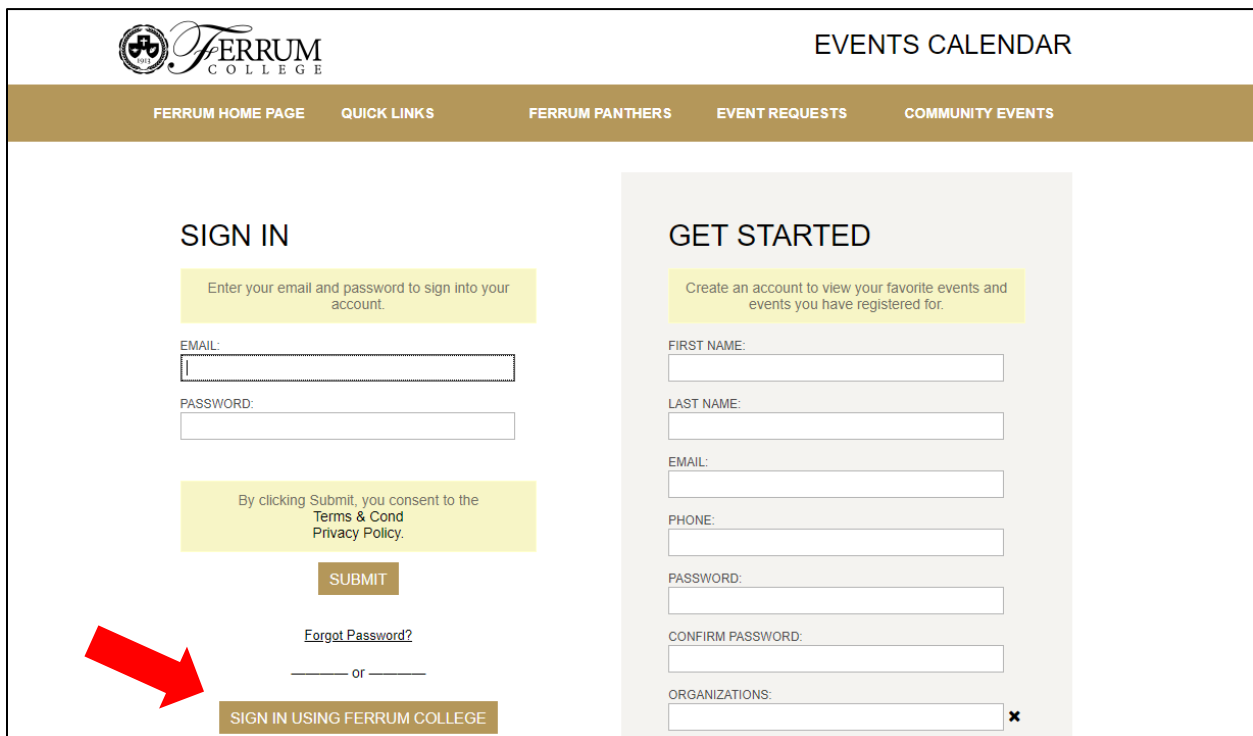 1913
FERRUM
COLLEGE
EVENTS CALENDAR
FERRUM HOME PAGE QUICK LINKS FERRUM PANTHERS EVENT REQUESTS COMMUNITY EVENTS
SIGN IN
Enter your email and password to sign into your
account.
EMAIL:
PASSWORD:
By clicking Submit, you consent to the
Terms & Cond
Privacy Policy.
SUBMIT
Forgot Password?
———— or ————
SIGN IN USING FERRUM COLLEGE
GET STARTED
Create an account to view your favorite events and
events you have registered for.
FIRST NAME:
LAST NAME:
EMAIL:
PHONE:
PASSWORD:
CONFIRM PASSWORD:
ORGANIZATIONS: